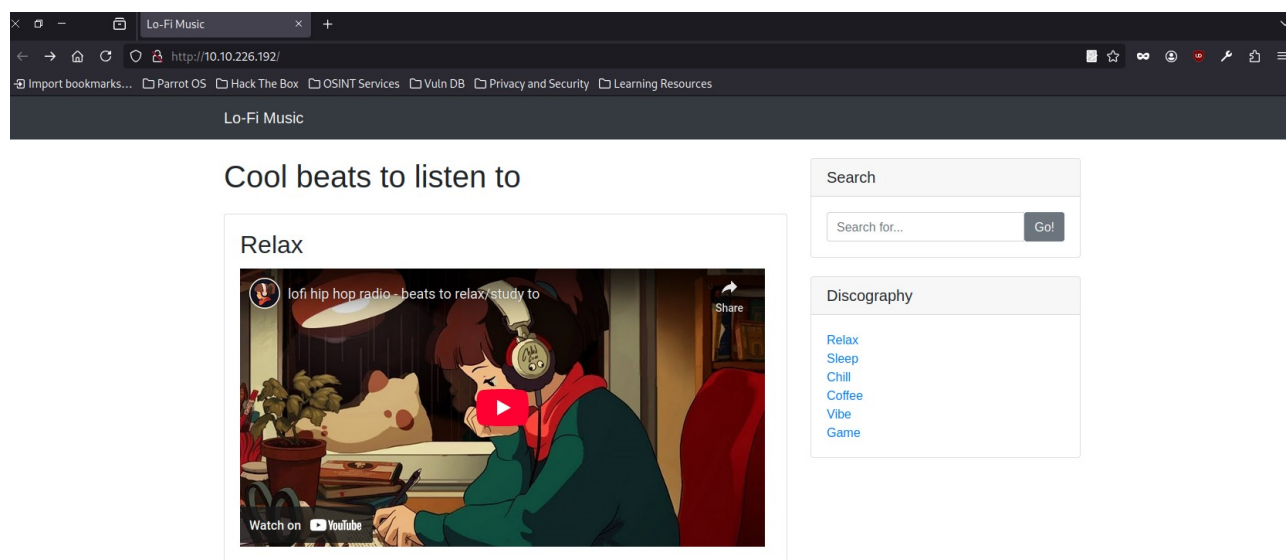 Lo-Fi Music
http://10.10.226.192/
Import bookmarks... Parrot OS Hack The Box OSINT Services Vuln DB Privacy and Security Learning Resources
Lo-Fi Music
Cool beats to listen to
Relax
lofi hip hop radio - beats to relax/study to
Share
Watch on YouTube
Search
Search for... Go!
Discography
Relax
Sleep
Chill
Coffee
Vibe
Game